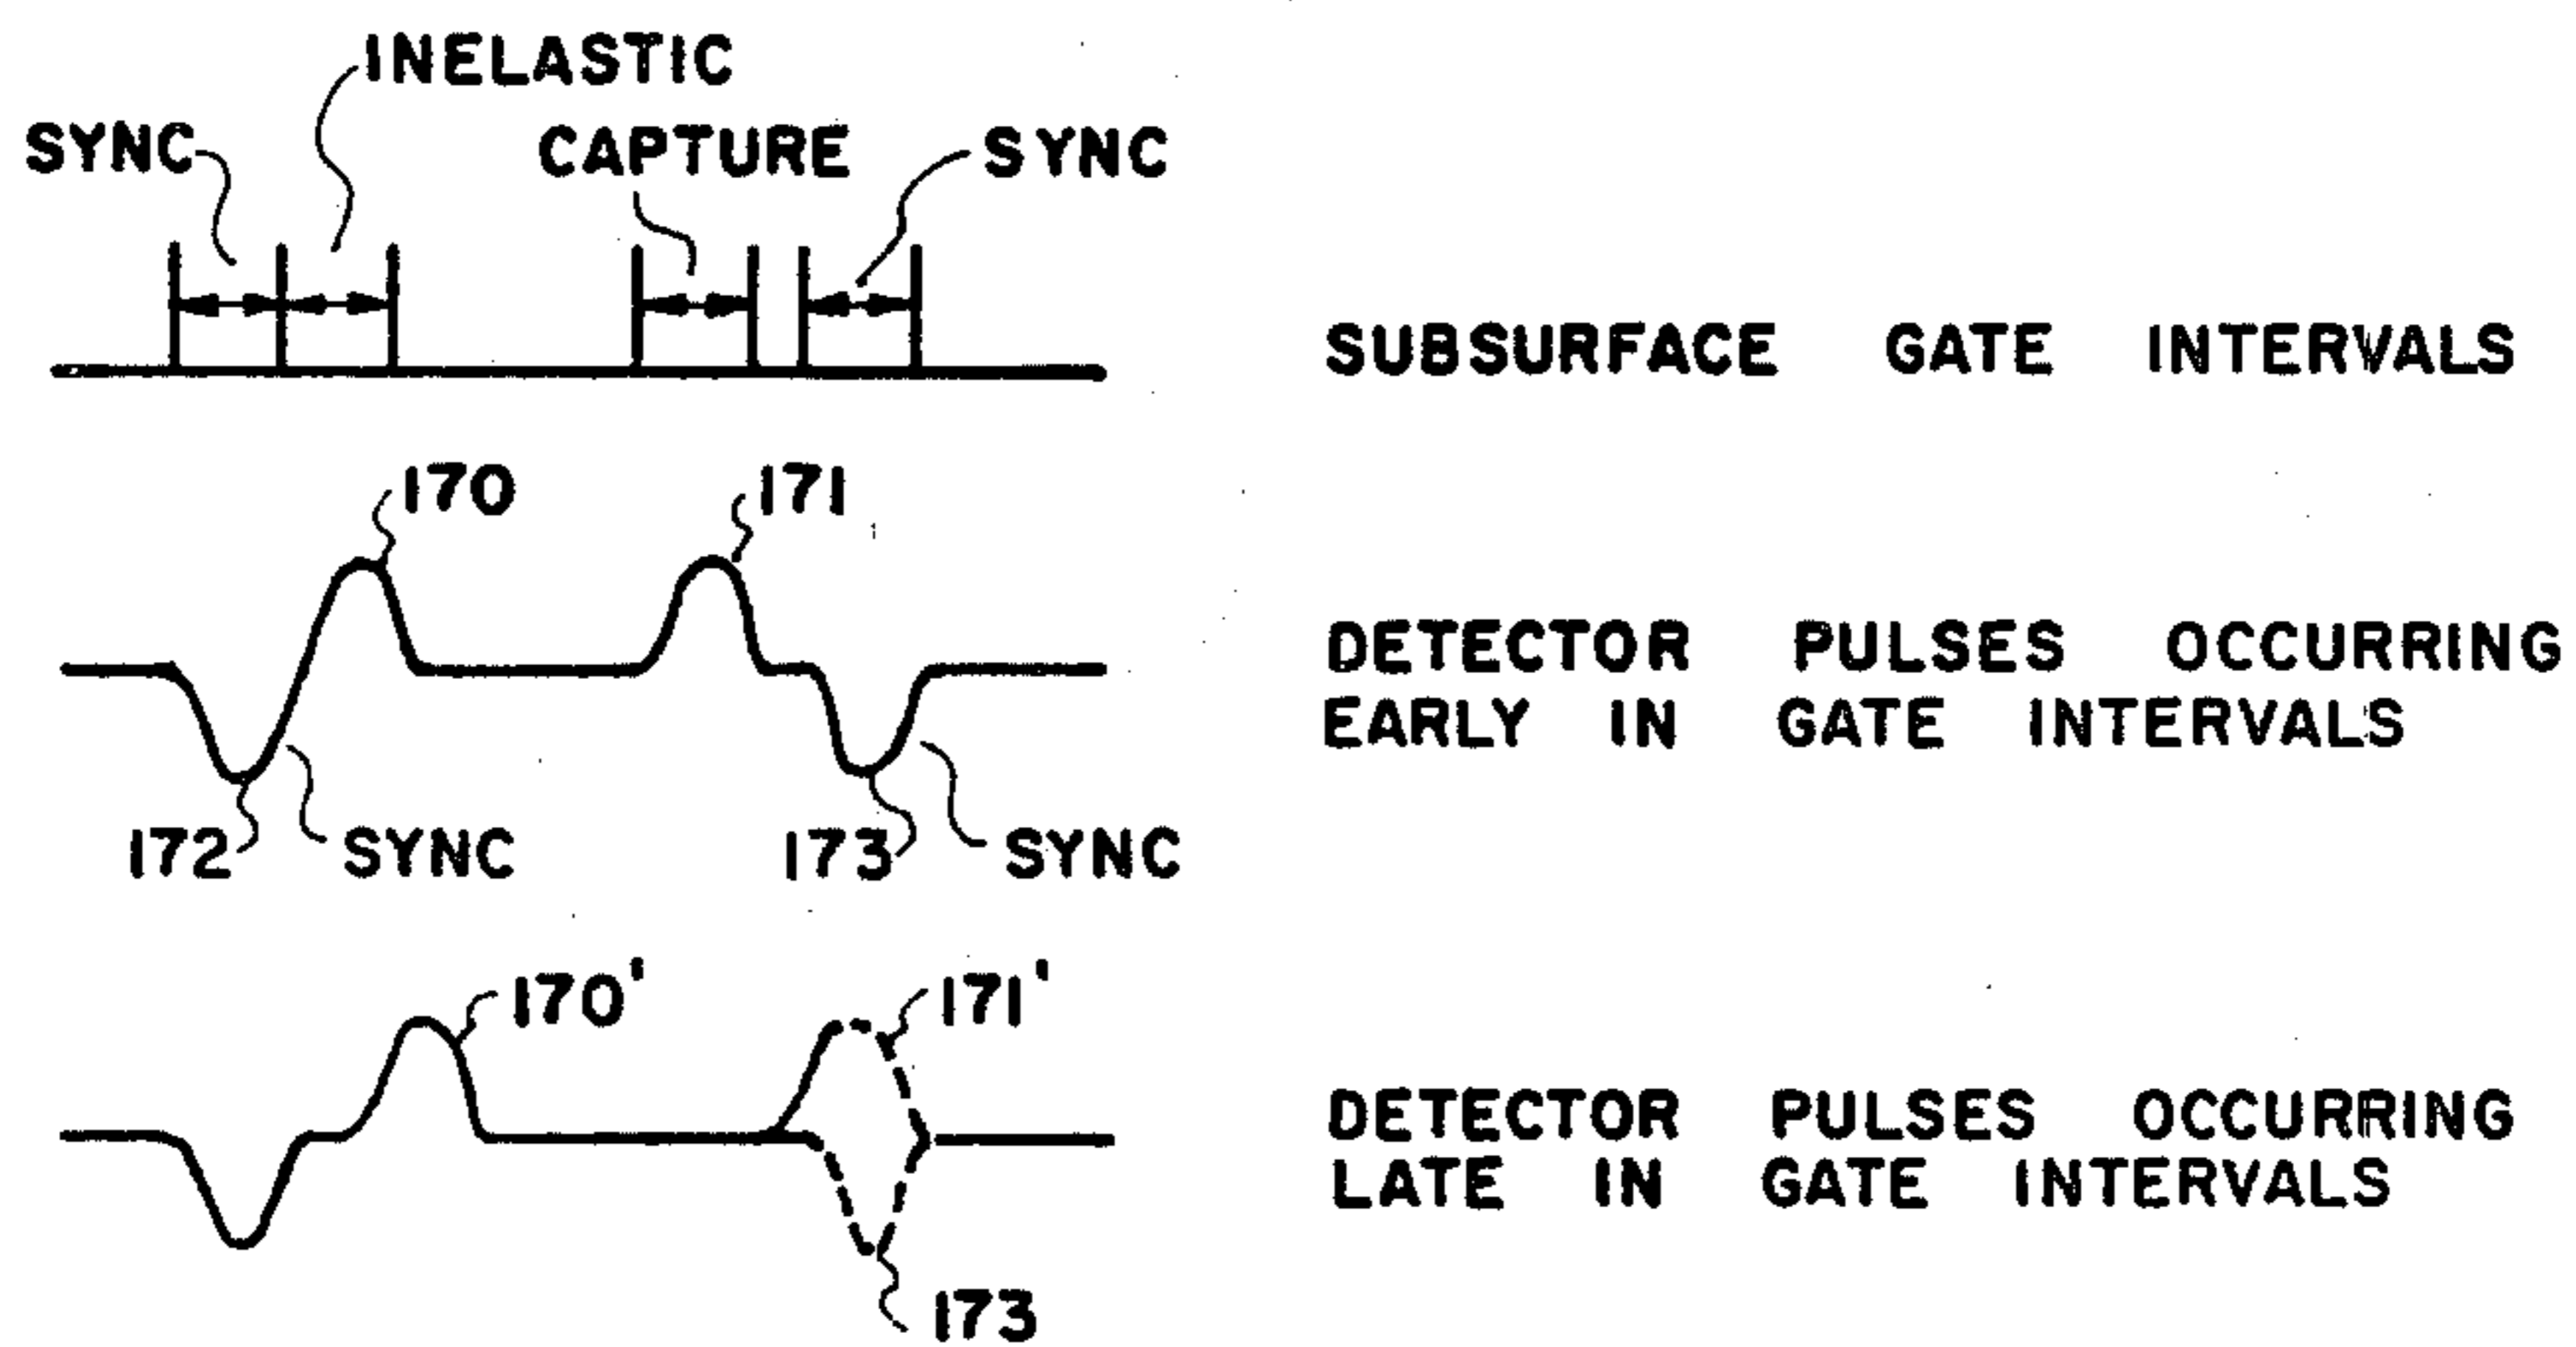 INELASTIC
SYNC
CAPTURE
SYNC
SUBSURFACE GATE INTERVALS
170
171
DETECTOR PULSES OCCURRING
EARLY IN GATE INTERVALS
172
SYNC
173
SYNC
170'
171'
DETECTOR PULSES OCCURRING
LATE IN GATE INTERVALS
173